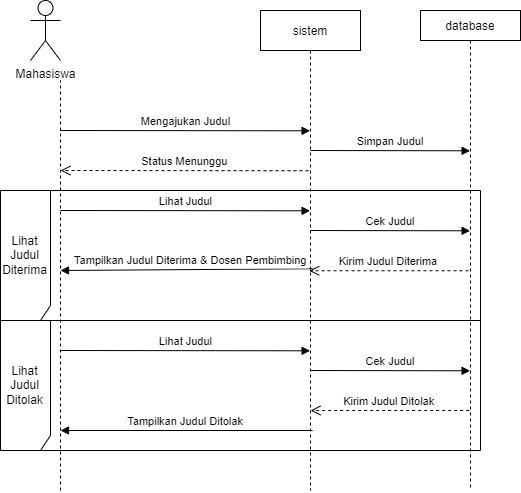 sistem
database
Mahasiswa
Mengajukan Judul
Simpan Judul
Status Menunggu
Lihat Judul
Cek Judul
Lihat
Judul
Diterima
Tampilkan Judul Diterima & Dosen Pembimbing
Kirim Judul Diterima
Lihat Judul
Cek Judul
Lihat
Judul
Ditolak
Kirim Judul Ditolak
Tampilkan Judul Ditolak